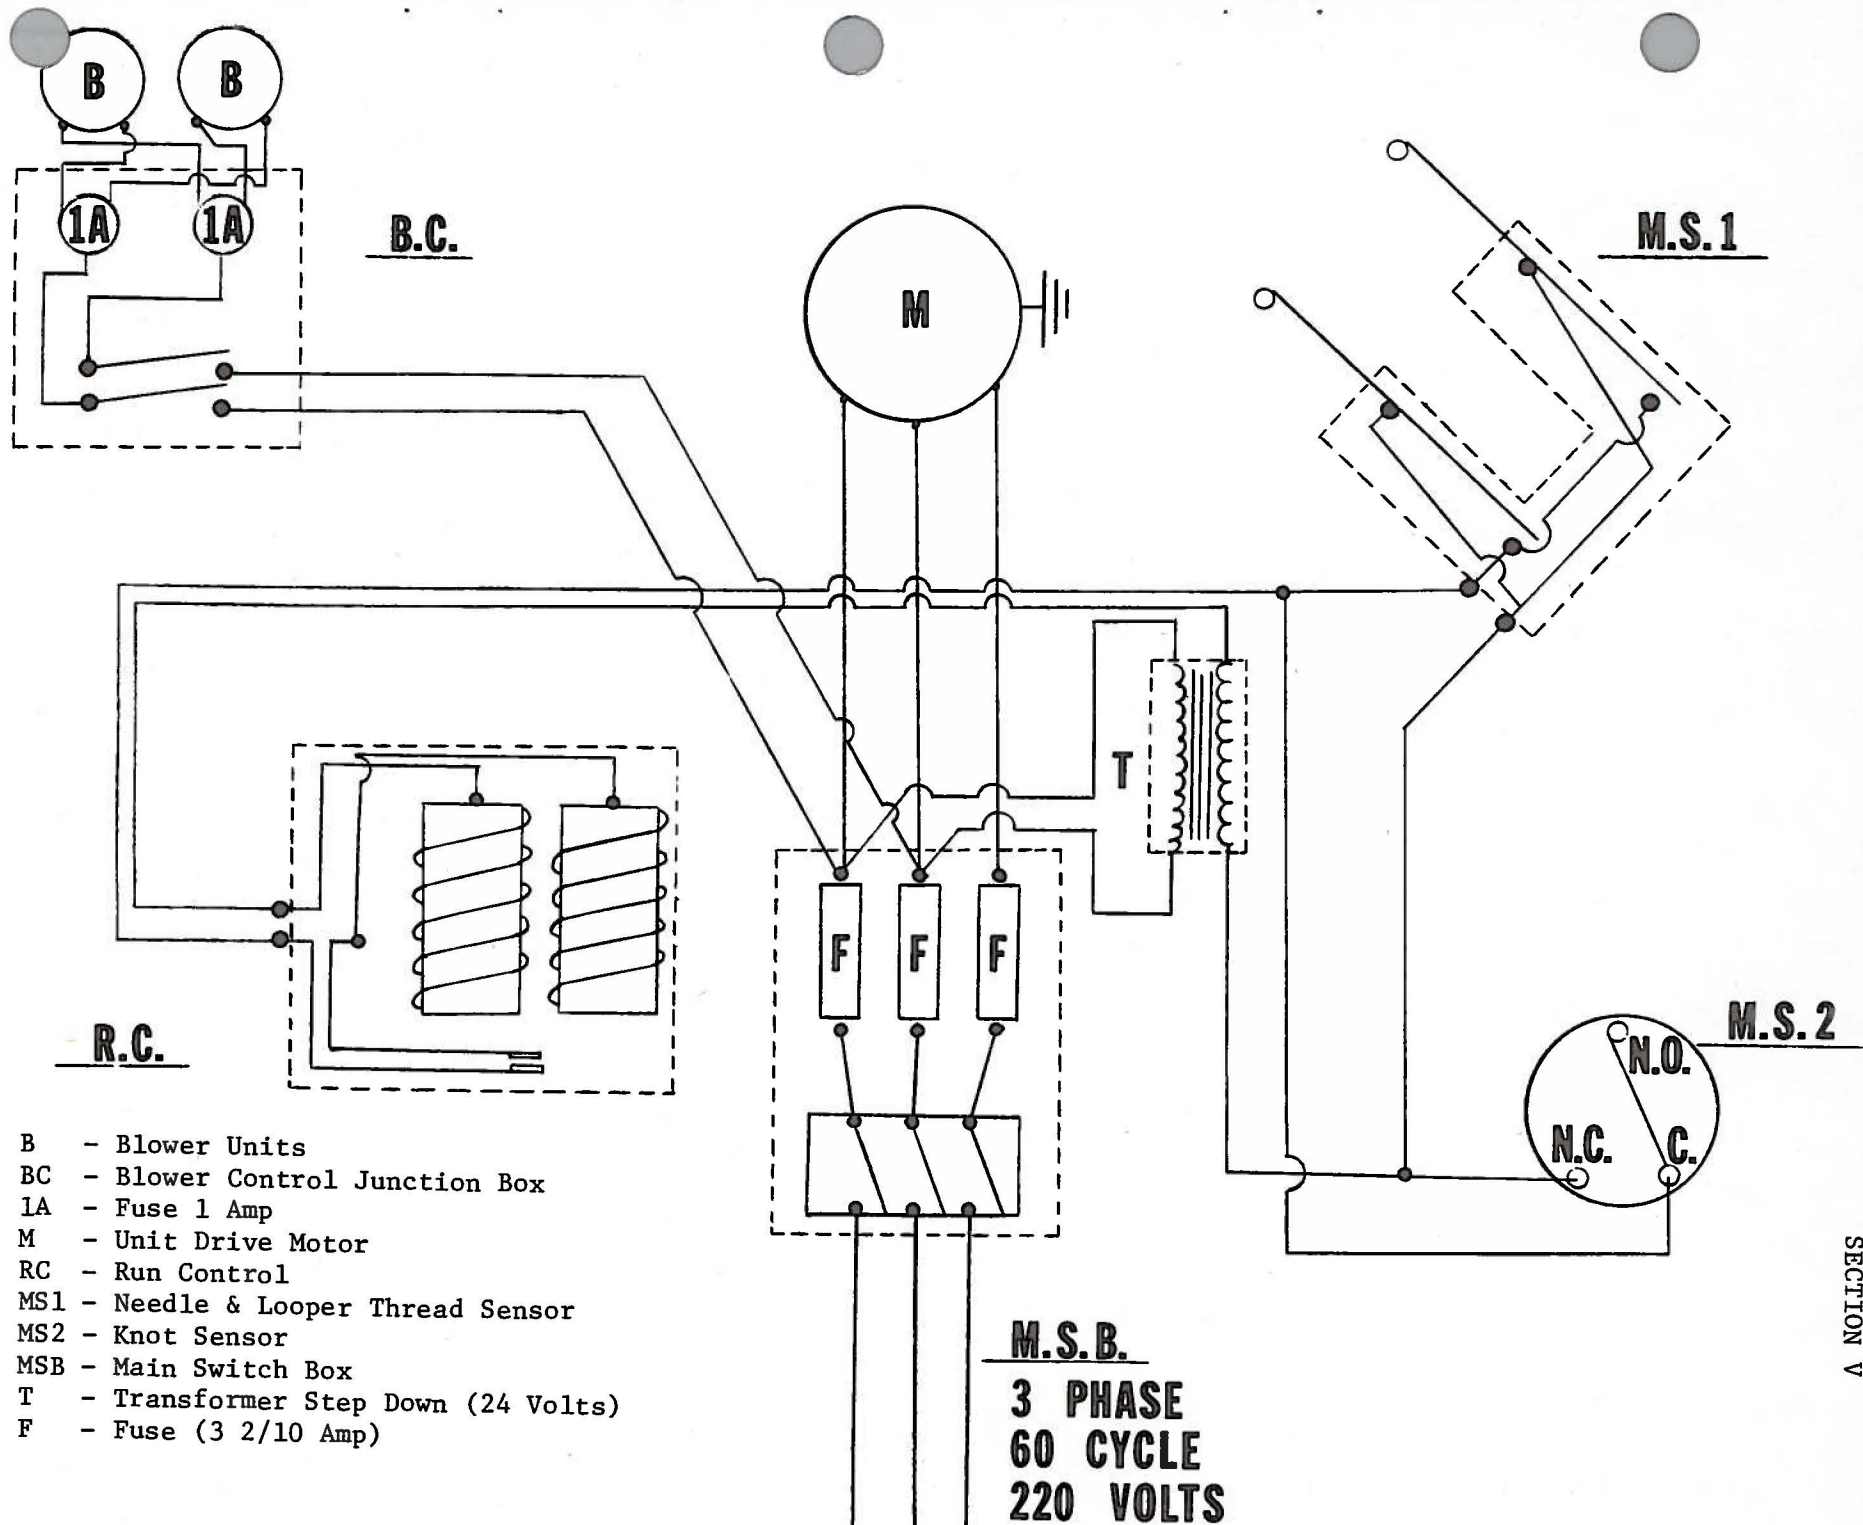 B B
1A 1A
B.C.
M
M.S.1
T
F F F
R.C.
M.S.2
N.O.
N.C. C.
B - Blower Units
BC - Blower Control Junction Box
1A - Fuse 1 Amp
M - Unit Drive Motor
RC - Run Control
MS1 - Needle & Looper Thread Sensor
MS2 - Knot Sensor
MSB - Main Switch Box
T - Transformer Step Down (24 Volts)
F - Fuse (3 2/10 Amp)
M.S.B.
3 PHASE
60 CYCLE
220 VOLTS
SECTION V